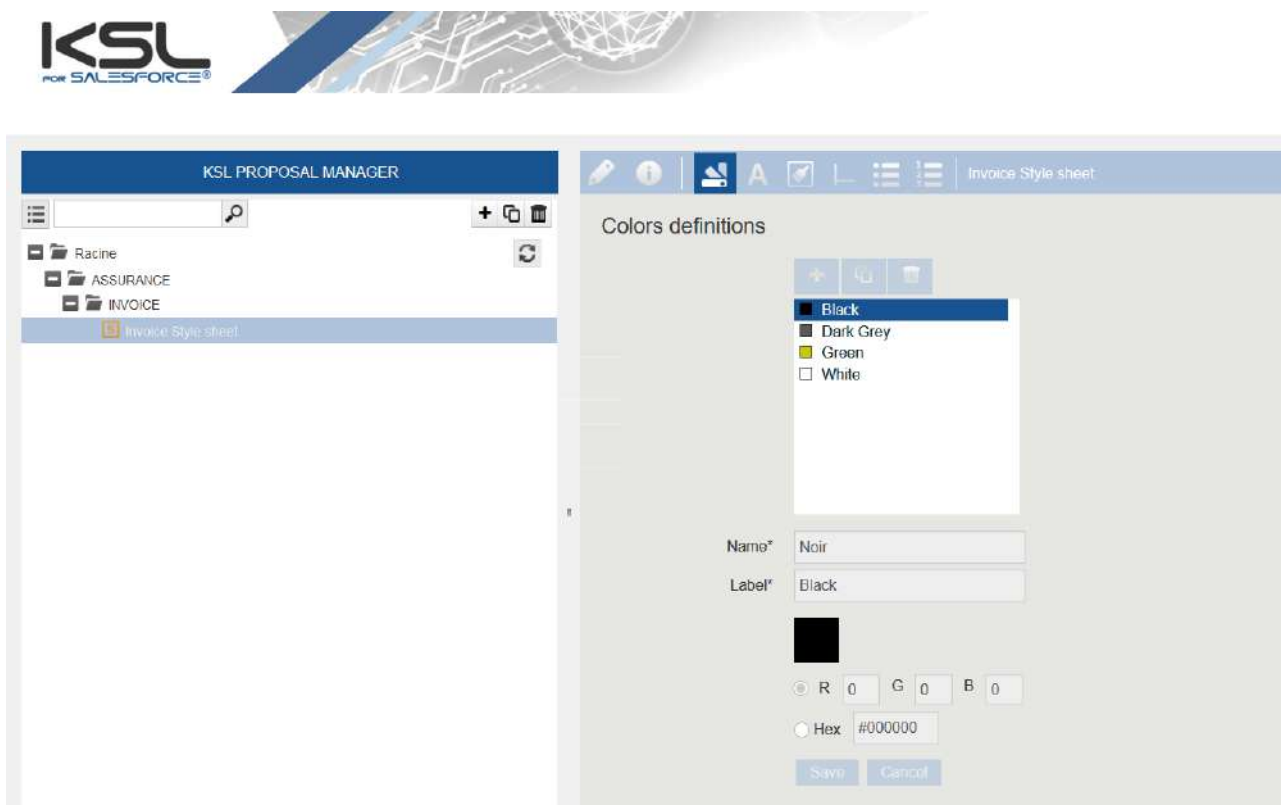 KSL
FOR SALESFORCE®
KSL PROPOSAL MANAGER
Racine
ASSURANCE
INVOICE
Invoice Style sheet
A
Invoice Style sheet
Colors definitions
Black
Dark Grey
Green
White
Name* Noir
Label* Black
R 0 G 0 B 0
Hex #000000
Save Cancel